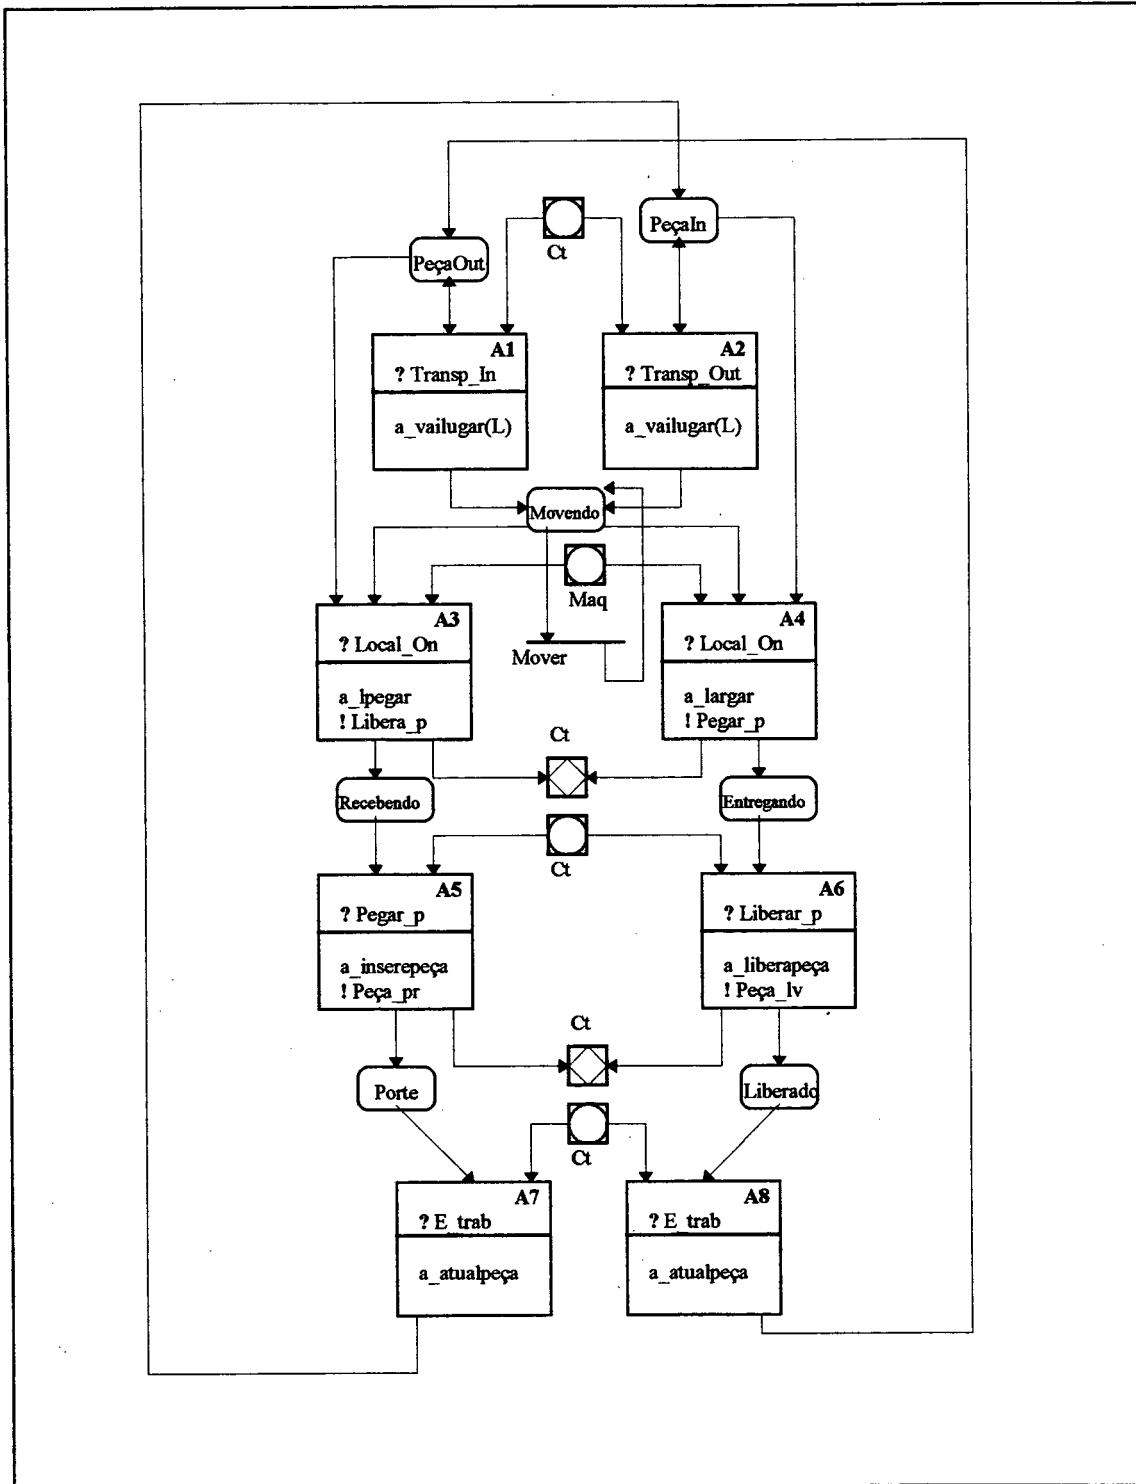 PeçaIn
Ct
PeçaOut
A1
? Transp_In
a_vailugar(L)
A2
? Transp_Out
a_vailugar(L)
Movendo
Maq
A3
? Local_On
a_lpegar
! Libera_p
Mover
A4
? Local_On
a_largar
! Pegar_p
Ct
Recebendo
Entregando
Ct
A5
? Pegar_p
a_inserepeça
! Peça_pr
A6
? Liberar_p
a_liberapeça
! Peça_lv
Ct
Porte
Liberado
Ct
A7
? E_trab
a_atualpeça
A8
? E_trab
a_atualpeça